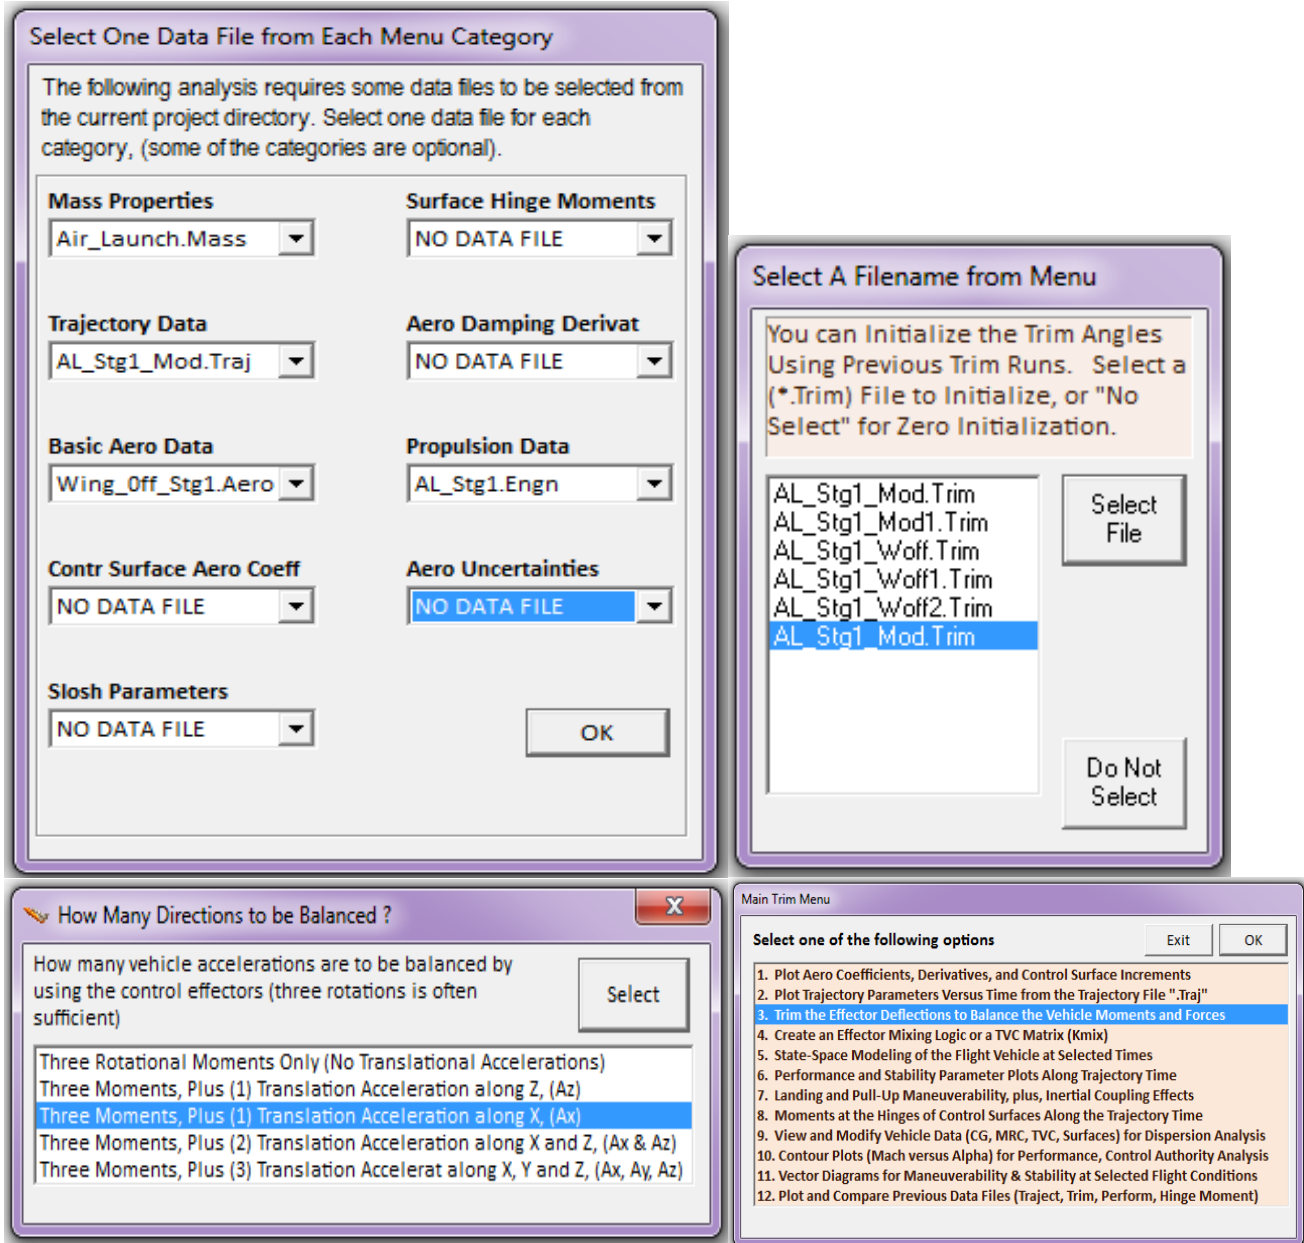 Select One Data File from Each Menu Category
The following analysis requires some data files to be selected from
the current project directory. Select one data file for each
category, (some of the categories are optional).
Mass Properties
Air_Launch.Mass
Surface Hinge Moments
NO DATA FILE
Trajectory Data
AL_Stg1_Mod.Traj
Aero Damping Derivat
NO DATA FILE
Basic Aero Data
Wing_0ff_Stg1.Aero
Propulsion Data
AL_Stg1.Engn
Contr Surface Aero Coeff
NO DATA FILE
Aero Uncertainties
NO DATA FILE
Slosh Parameters
NO DATA FILE
OK
Select A Filename from Menu
You can Initialize the Trim Angles
Using Previous Trim Runs. Select a
(*.Trim) File to Initialize, or "No
Select" for Zero Initialization.
AL_Stg1_Mod.Trim
AL_Stg1_Mod1.Trim
AL_Stg1_Woff.Trim
AL_Stg1_Woff1.Trim
AL_Stg1_Woff2.Trim
AL_Stg1_Mod.Trim
Select
File
Do Not
Select
How Many Directions to be Balanced ?
X
How many vehicle accelerations are to be balanced by
using the control effectors (three rotations is often
sufficient)
Select
Three Rotational Moments Only (No Translational Accelerations)
Three Moments, Plus (1) Translation Acceleration along Z, (Az)
Three Moments, Plus (1) Translation Acceleration along X, (Ax)
Three Moments, Plus (2) Translation Acceleration along X and Z, (Ax & Az)
Three Moments, Plus (3) Translation Accelerat along X, Y and Z, (Ax, Ay, Az)
Main Trim Menu
Select one of the following options
Exit
OK
1. Plot Aero Coefficients, Derivatives, and Control Surface Increments
2. Plot Trajectory Parameters Versus Time from the Trajectory File ".Traj"
3. Trim the Effector Deflections to Balance the Vehicle Moments and Forces
4. Create an Effector Mixing Logic or a TVC Matrix (Kmix)
5. State-Space Modeling of the Flight Vehicle at Selected Times
6. Performance and Stability Parameter Plots Along Trajectory Time
7. Landing and Pull-Up Maneuverability, plus, Inertial Coupling Effects
8. Moments at the Hinges of Control Surfaces Along the Trajectory Time
9. View and Modify Vehicle Data (CG, MRC, TVC, Surfaces) for Dispersion Analysis
10. Contour Plots (Mach versus Alpha) for Performance, Control Authority Analysis
11. Vector Diagrams for Maneuverability & Stability at Selected Flight Conditions
12. Plot and Compare Previous Data Files (Traject, Trim, Perform, Hinge Moment)